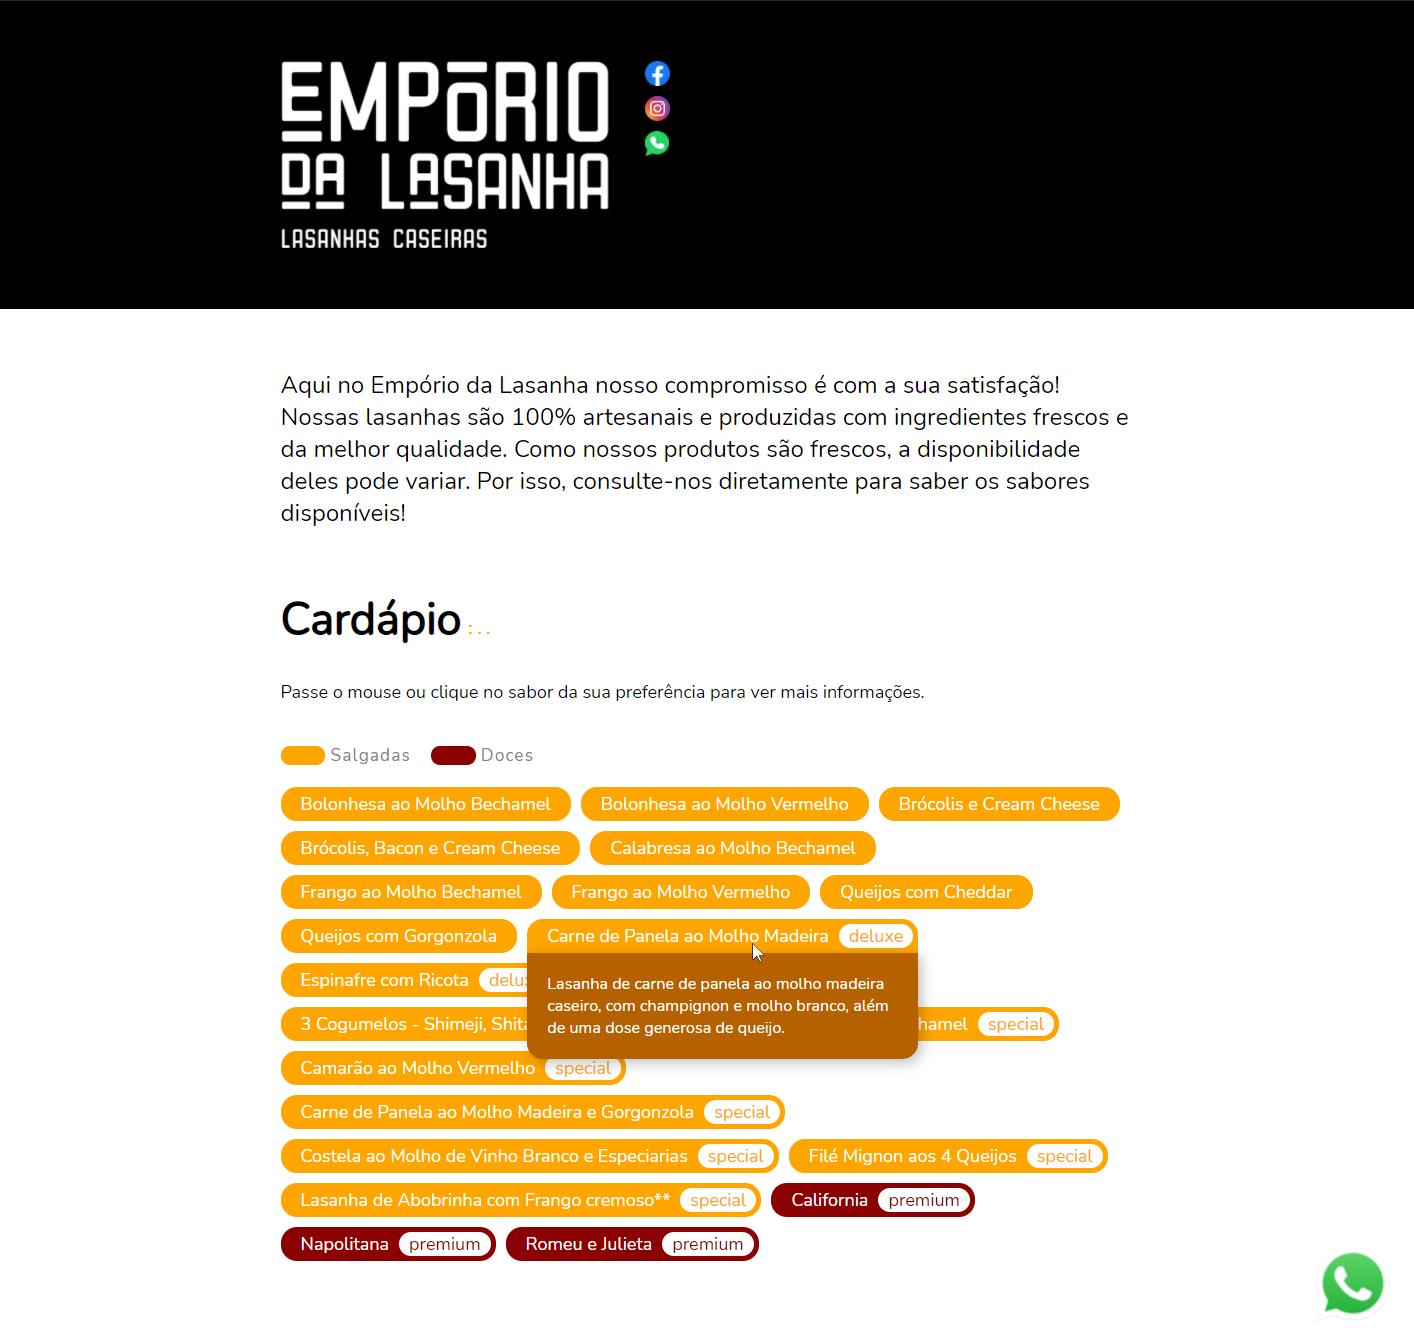 EMPÓRIO
DA LASANHA
LASANHAS CASEIRAS
Aqui no Empório da Lasanha nosso compromisso é com a sua satisfação!
Nossas lasanhas são 100% artesanais e produzidas com ingredientes frescos e
da melhor qualidade. Como nossos produtos são frescos, a disponibilidade
deles pode variar. Por isso, consulte-nos diretamente para saber os sabores
disponíveis!
Cardápio :..
Passe o mouse ou clique no sabor da sua preferência para ver mais informações.
Salgadas Doces
Bolonhesa ao Molho Bechamel Bolonhesa ao Molho Vermelho Brócolis e Cream Cheese
Brócolis, Bacon e Cream Cheese Calabresa ao Molho Bechamel
Frango ao Molho Bechamel Frango ao Molho Vermelho Queijos com Cheddar
Queijos com Gorgonzola Carne de Panela ao Molho Madeira deluxe
Lasanha de carne de panela ao molho madeira
caseiro, com champignon e molho branco, além
de uma dose generosa de queijo.
Espinafre com Ricota
3 Cogumelos - Shimeji, special
Camarão ao Molho Vermelho special
Carne de Panela ao Molho Madeira e Gorgonzola special
Costela ao Molho de Vinho Branco e Especiarias special Filé Mignon aos 4 Queijos special
Lasanha de Abobrinha com Frango cremoso** special California premium
Napolitana premium Romeu e Julieta premium